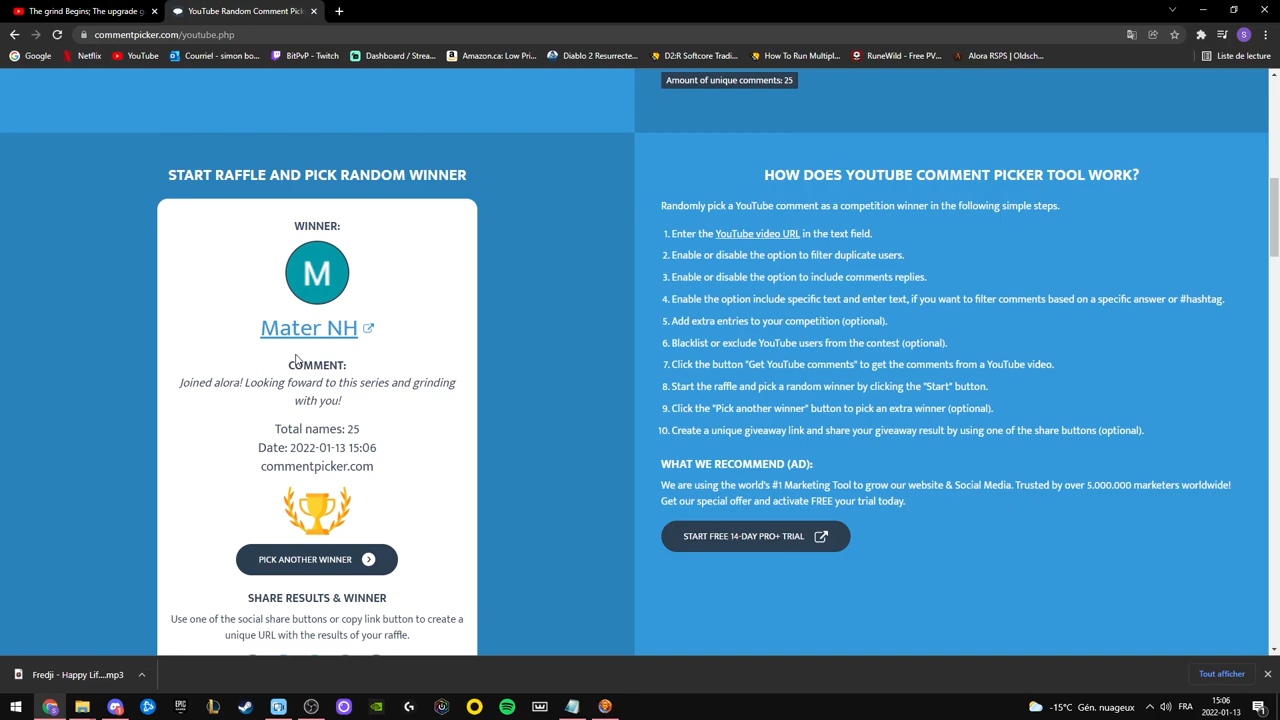 The grind Begins; The upgrade g
YouTube Random Comment Pick
commentpicker.com/youtube.php
Google
Netflix
YouTube
Courriel - simon bo...
BitPvP - Twitch
Dashboard / Strea...
Amazon.ca: Low Pri...
Diablo 2 Resurrecte...
D2:R Softcore Tradi...
How To Run Multipl...
RuneWild - Free PV...
Alora RSPS | Oldsch...
Liste de lecture
Amount of unique comments: 25
START RAFFLE AND PICK RANDOM WINNER
WINNER:
M
Mater NH
COMMENT:
Joined alora! Looking foward to this series and grinding
with you!
Total names: 25
Date: 2022-01-13 15:06
commentpicker.com
PICK ANOTHER WINNER
SHARE RESULTS & WINNER
Use one of the social share buttons or copy link button to create a
unique URL with the results of your raffle.
HOW DOES YOUTUBE COMMENT PICKER TOOL WORK?
Randomly pick a YouTube comment as a competition winner in the following simple steps.
1. Enter the YouTube video URL in the text field.
2. Enable or disable the option to filter duplicate users.
3. Enable or disable the option to include comments replies.
4. Enable the option include specific text and enter text, if you want to filter comments based on a specific answer or #hashtag.
5. Add extra entries to your competition (optional).
6. Blacklist or exclude YouTube users from the contest (optional).
7. Click the button "Get YouTube comments" to get the comments from a YouTube video.
8. Start the raffle and pick a random winner by clicking the "Start" button.
9. Click the "Pick another winner" button to pick an extra winner (optional).
10. Create a unique giveaway link and share your giveaway result by using one of the share buttons (optional).
WHAT WE RECOMMEND (AD):
We are using the world's #1 Marketing Tool to grow our website & Social Media. Trusted by over 5.000.000 marketers worldwide!
Get our special offer and activate FREE your trial today.
START FREE 14-DAY PRO+ TRIAL
Fredji - Happy Lif....mp3
Tout afficher
-15°C Gén. nuageux
FRA
15:06
2022-01-13